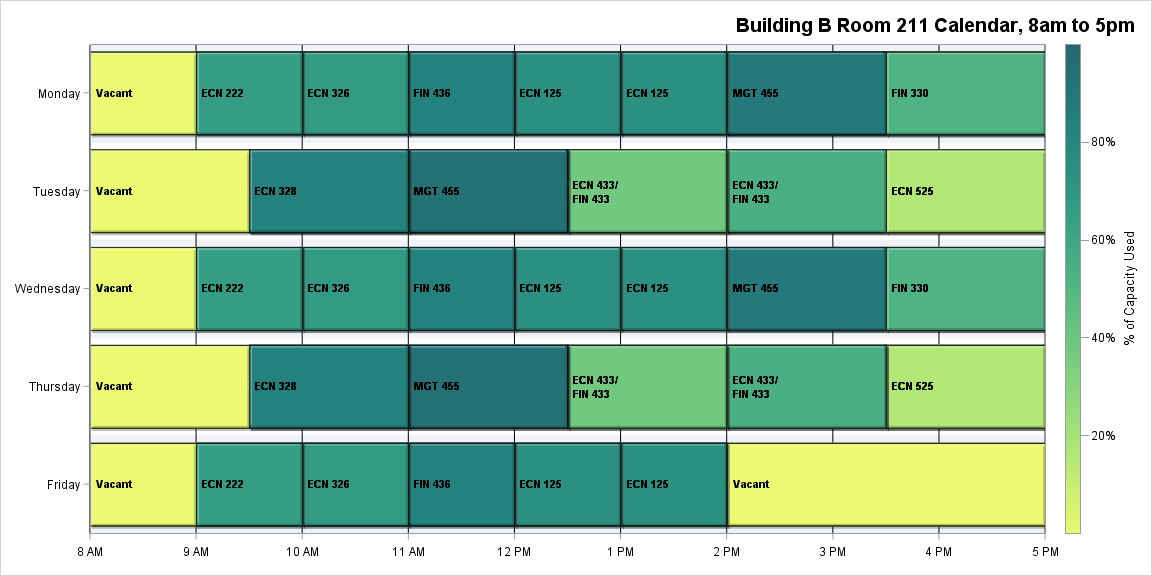 Building B Room 211 Calendar, 8am to 5pm
Monday
Vacant
ECN 222
ECN 326
FIN 436
ECN 125
ECN 125
MGT 455
FIN 330
Tuesday
Vacant
ECN 328
MGT 455
ECN 433/
FIN 433
ECN 433/
FIN 433
ECN 525
Wednesday
Vacant
ECN 222
ECN 326
FIN 436
ECN 125
ECN 125
MGT 455
FIN 330
Thursday
Vacant
ECN 328
MGT 455
ECN 433/
FIN 433
ECN 433/
FIN 433
ECN 525
Friday
Vacant
ECN 222
ECN 326
FIN 436
ECN 125
ECN 125
Vacant
8 AM
9 AM
10 AM
11 AM
12 PM
1 PM
2 PM
3 PM
4 PM
5 PM
80%
60%
40%
20%
% of Capacity Used